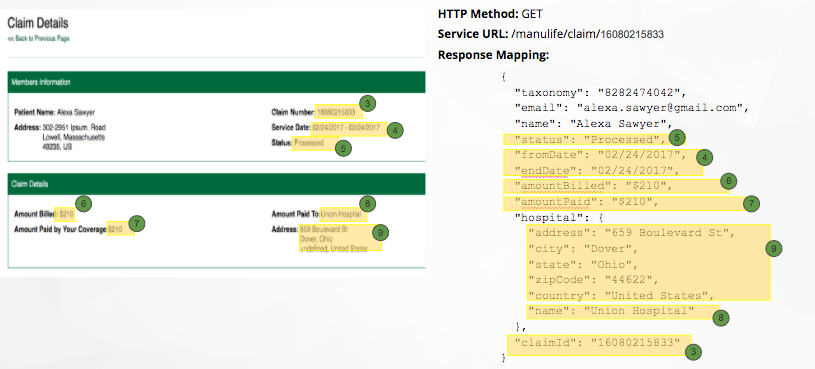 Claim Details
<< Back to Previous Page
Members Information
Patient Name: Alexa Sawyer
Address: 302-2951 Ipsum. Road
Lowell, Massachusetts
49235, US
Claim Number: 16080215833
3
Service Date: 02/24/2017 - 02/24/2017
4
Status: Processed
5
Claim Details
6
Amount Billed: $210
7
Amount Paid by Your Coverage: $210
8
Amount Paid To: Union Hospital
Address: 659 Boulevard St
9
Dover, Ohio
undefined, United States
HTTP Method: GET
Service URL: /manulife/claim/16080215833
Response Mapping:
{
"taxonomy": "8282474042",
"email": "alexa.sawyer@gmail.com",
"name": "Alexa Sawyer",
"status": "Processed", 5
"fromDate": "02/24/2017", 4
"endDate": "02/24/2017",
"amountBilled": "$210", 6
"amountPaid": "$210", 7
"hospital": {
"address": "659 Boulevard St",
"city": "Dover", 9
"state": "Ohio",
"zipCode": "44622",
"country": "United States",
"name": "Union Hospital" 8
},
"claimId": "16080215833" 3
}